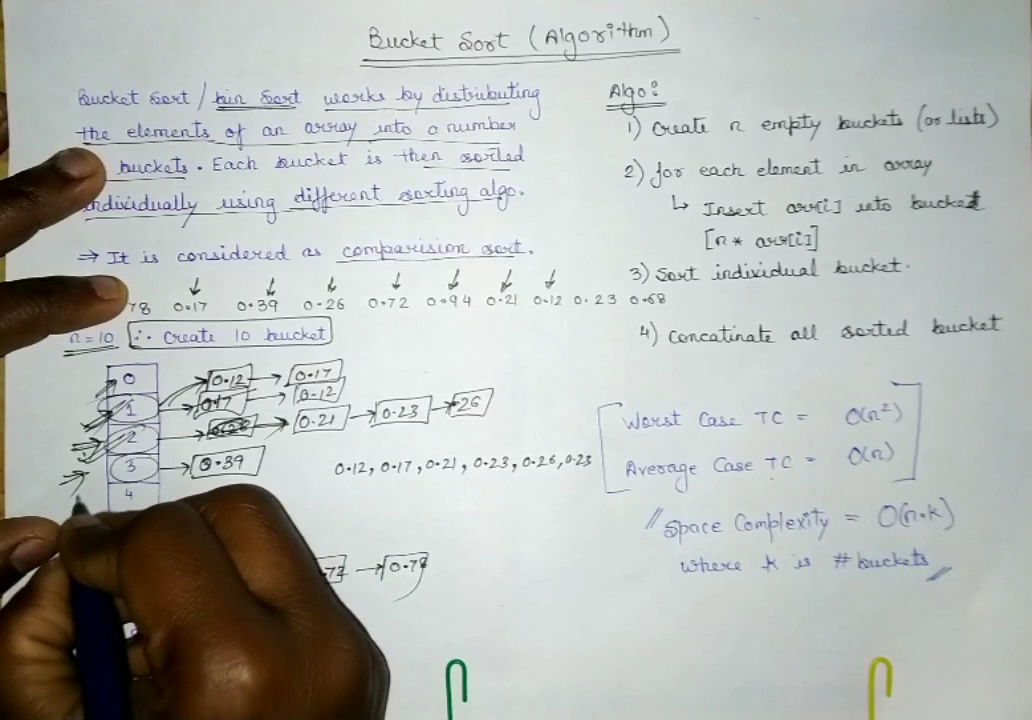 Bucket Sort (Algorithm)
Bucket Sort / bin Sort works by distributing
the elements of an array into a number
buckets. Each bucket is then sorted
individually using different sorting algo.
⇒ It is considered as comparision sort.
78 0.17 0.39 0.26 0.72 0.94 0.21 0.12 0.23 0.68
n=10 ∴ Create 10 bucket
0 0.12 → 0.17
1 0.17 → 0.12
2 → 0.21 → 0.23 → 26
3 → 0.39
4
0.12, 0.17, 0.21, 0.23, 0.26, 0.23
72 → 0.78
Algo:
1) Create n empty buckets (or lists)
2) for each element in array
↳ Insert arr[i] into bucket
[n * arr[i]]
3) Sort individual bucket.
4) Concatinate all sorted bucket
Worst Case TC = O(n²)
Average Case TC = O(n)
// Space Complexity = O(n·k)
where k is # buckets //